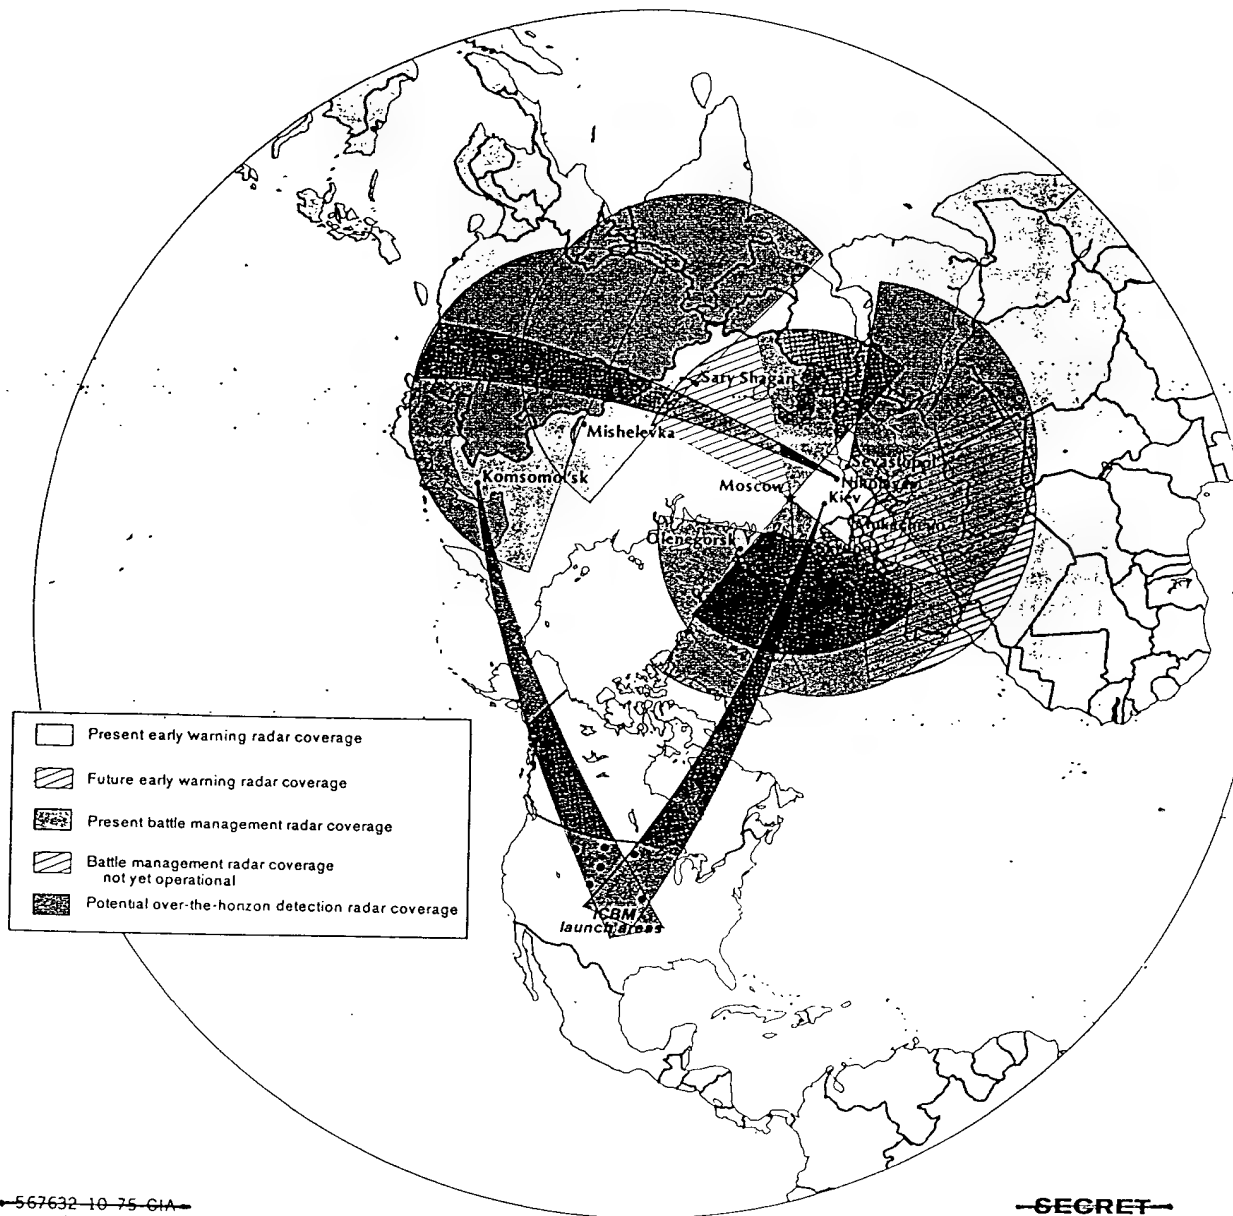 Sary Shagan
Mishelevka
Sevastopol
Komsomol'sk
Nikolayev
Moscow
Kiev
Mukachevo
Olenegorsk
ICBM
launch areas
Present early warning radar coverage
Future early warning radar coverage
Present battle management radar coverage
Battle management radar coverage
not yet operational
Potential over-the-horizon detection radar coverage
567632 10-75 CIA
SECRET